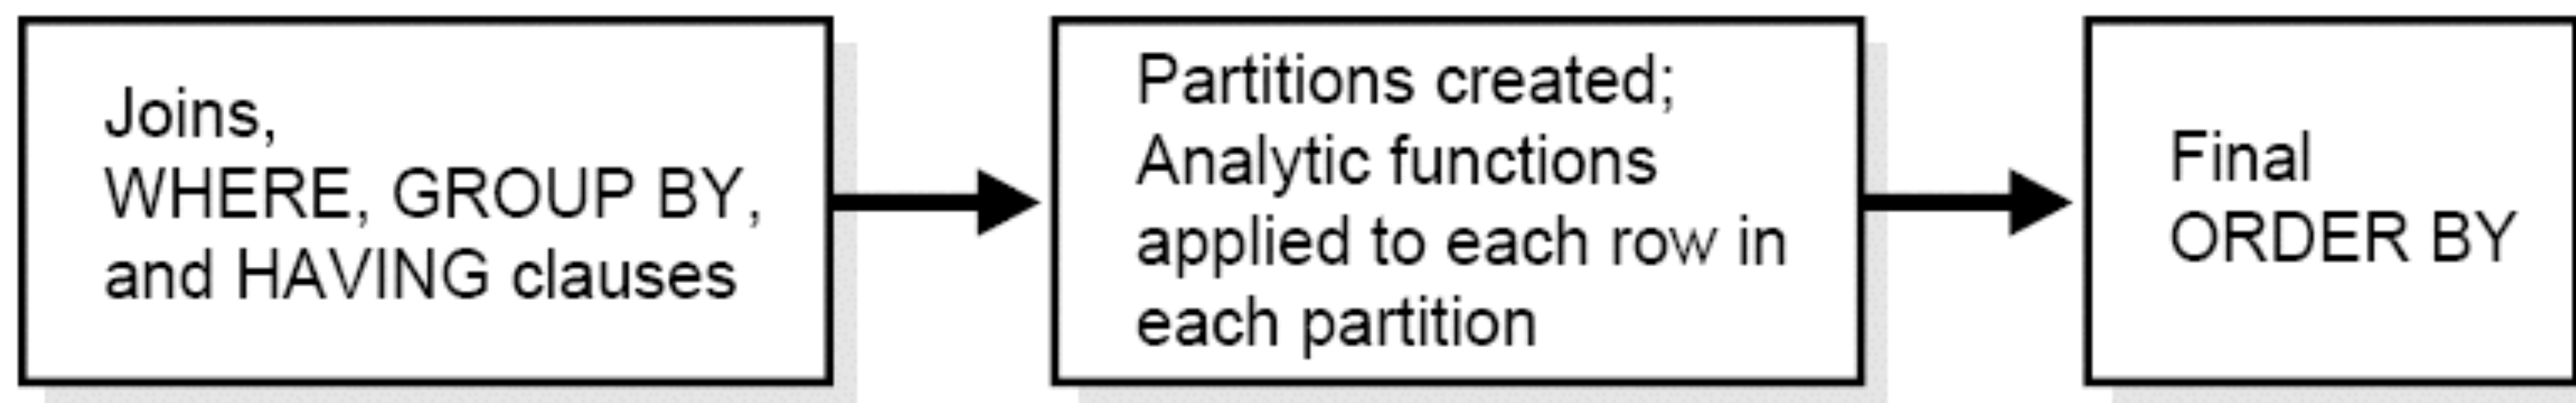 Joins,
WHERE, GROUP BY,
and HAVING clauses
Partitions created;
Analytic functions
applied to each row in
each partition
Final
ORDER BY